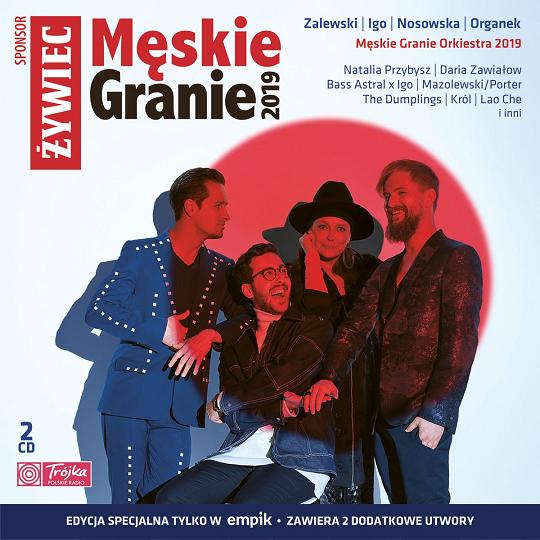 SPONSOR
ŻYWIEC
Męskie
Granie
2019
Zalewski | Igo | Nosowska | Organek
Męskie Granie Orkiestra 2019
Natalia Przybysz | Daria Zawiałow
Bass Astral x Igo | Mazolewski/Porter
The Dumplings | Król | Lao Che
i inni
2
CD
Trójka
POLSKIE RADIO
EDYCJA SPECJALNA TYLKO W empik • ZAWIERA 2 DODATKOWE UTWORY